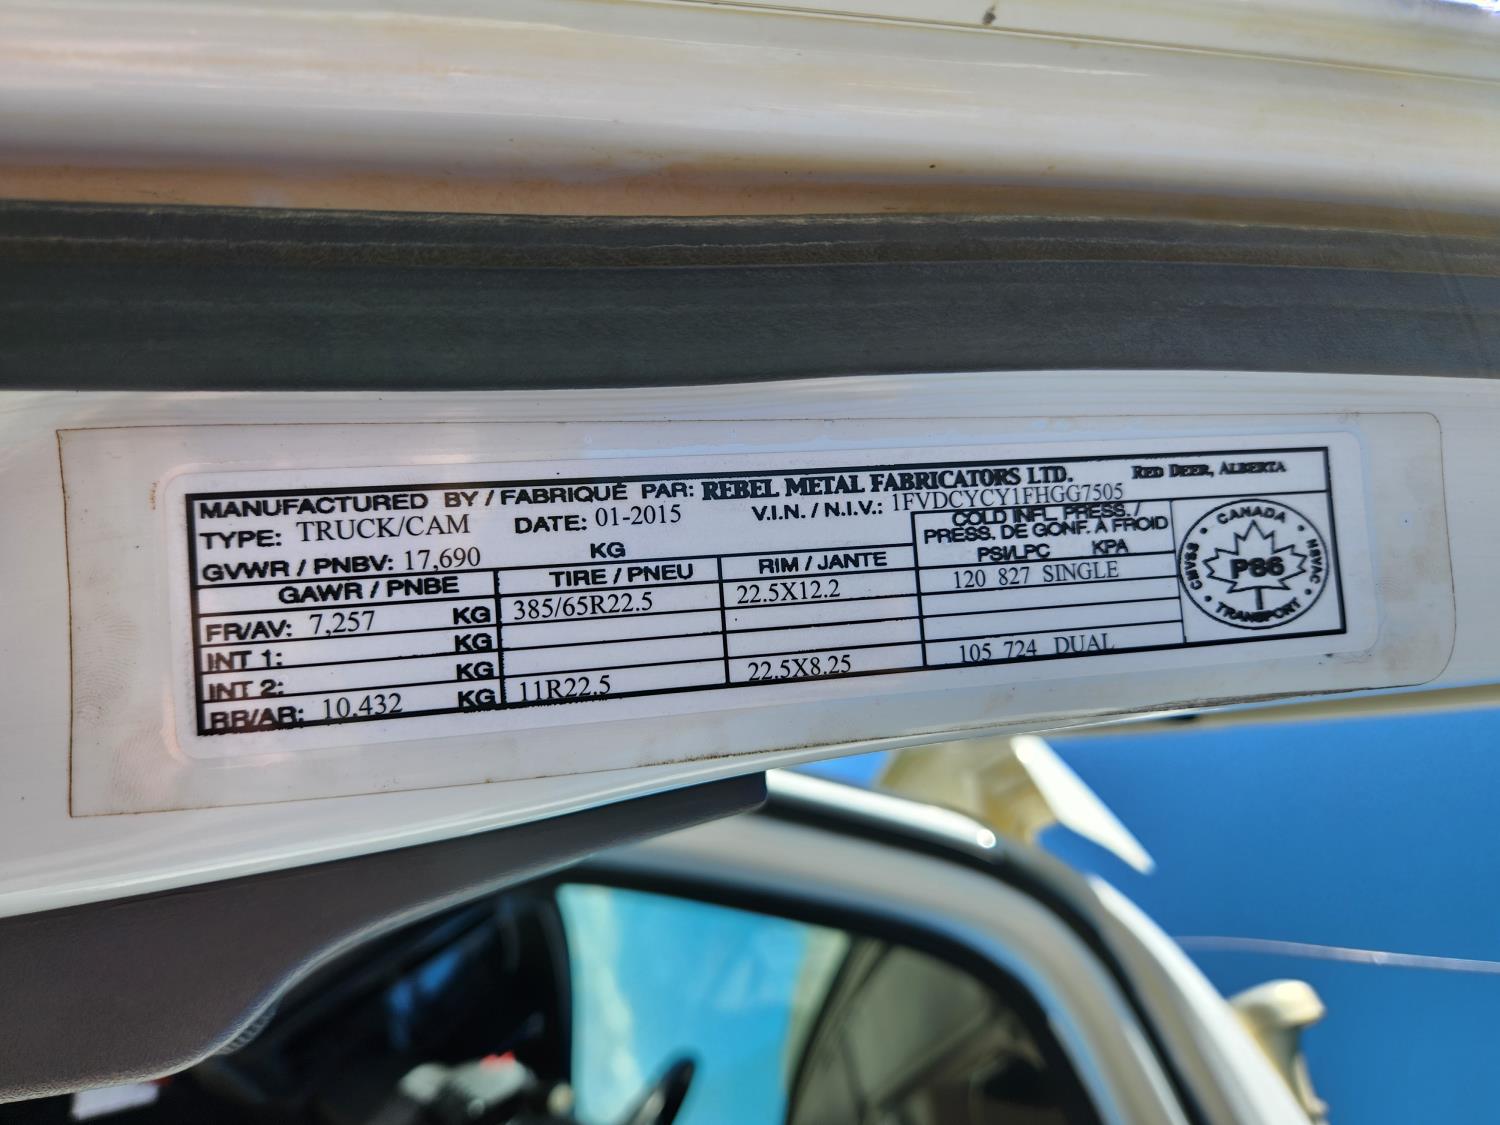 MANUFACTURED BY / FABRIQUÉ PAR: REBEL METAL FABRICATORS LTD. RED DEER, ALBERTA
TYPE: TRUCK/CAM DATE: 01-2015 V.I.N. / N.I.V.: 1FVDCYCY1FHGG7505
GVWR / PNBV: 17,690 KG
GAWR / PNBE TIRE / PNEU RIM / JANTE COLD INFL. PRESS. /
PRESS. DE GONF. A FROID
PSI/LPC KPA
FR/AV: 7,257 KG 385/65R22.5 22.5X12.2 120 827 SINGLE
INT 1: KG
INT 2: KG
RR/AR: 10,432 KG 11R22.5 22.5X8.25 105 724 DUAL
CANADA
CMVSS P86 NSVAC
TRANSPORT